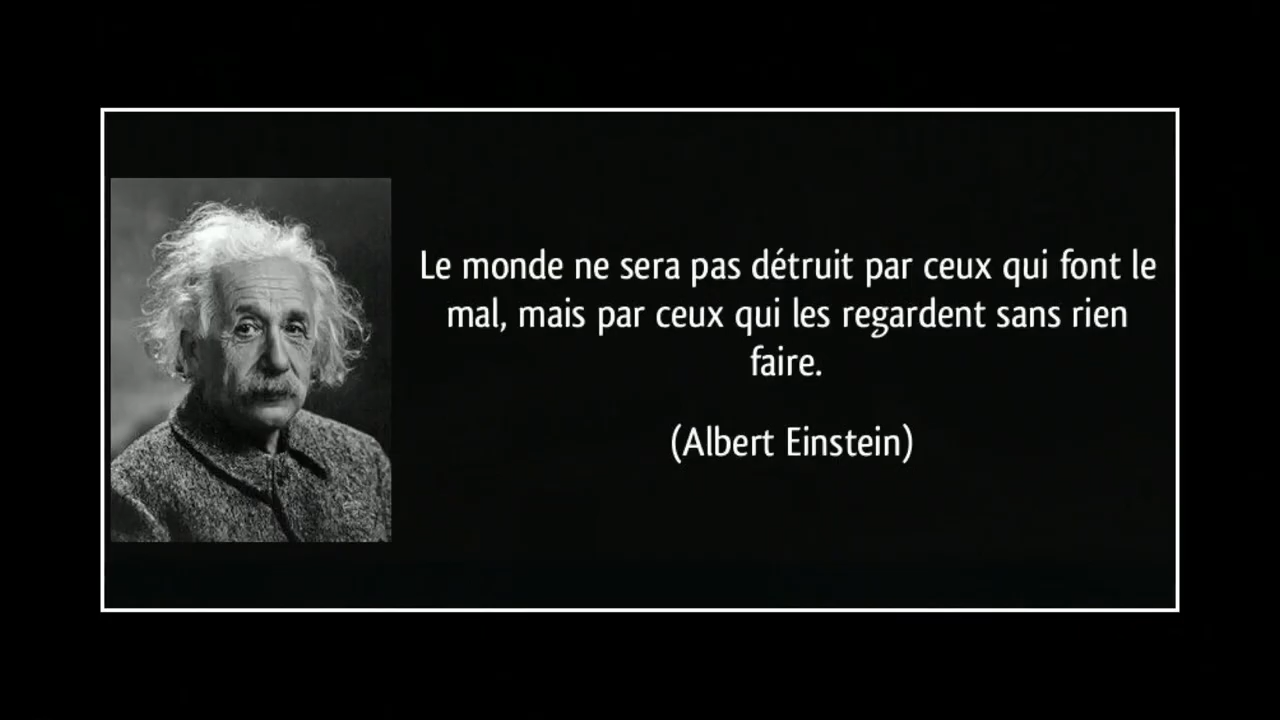 Le monde ne sera pas détruit par ceux qui font le
mal, mais par ceux qui les regardent sans rien
faire.
(Albert Einstein)